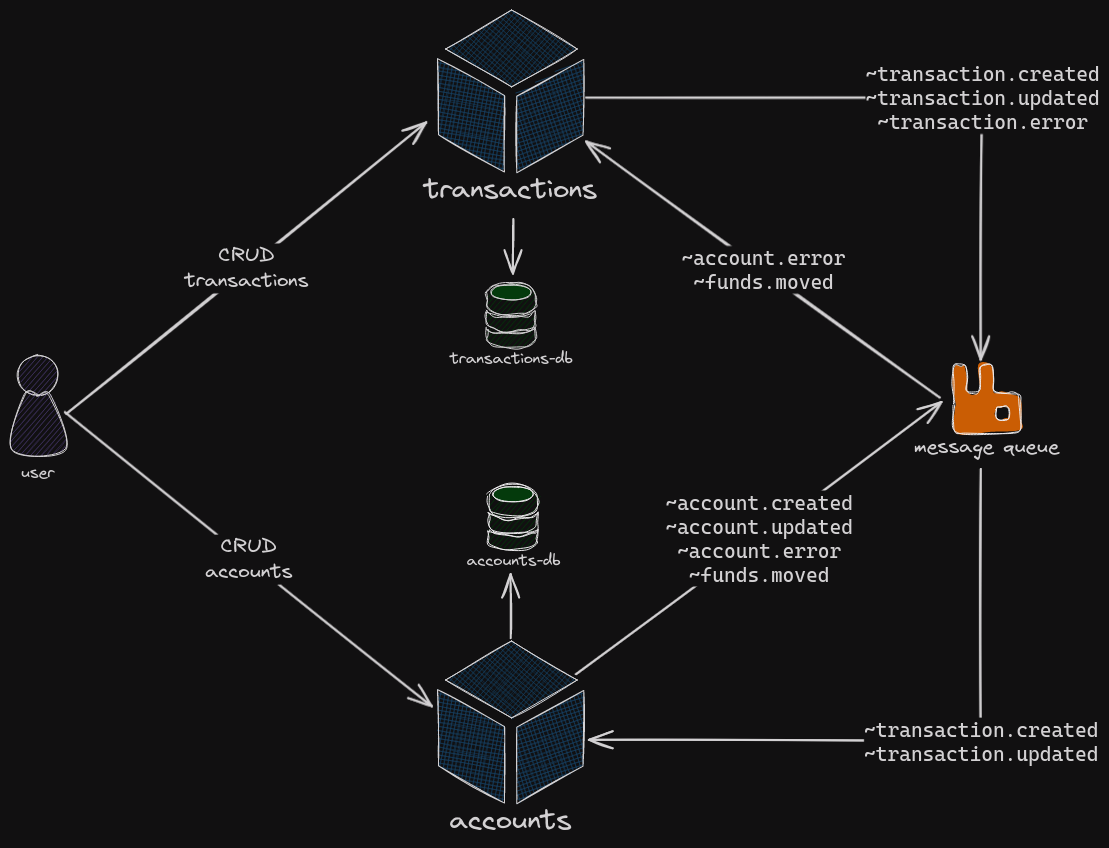 ~transaction.created
~transaction.updated
~transaction.error
transactions
CRUD
transactions
~account.error
~funds.moved
transactions-db
message queue
user
~account.created
~account.updated
~account.error
~funds.moved
CRUD
accounts
accounts-db
~transaction.created
~transaction.updated
accounts